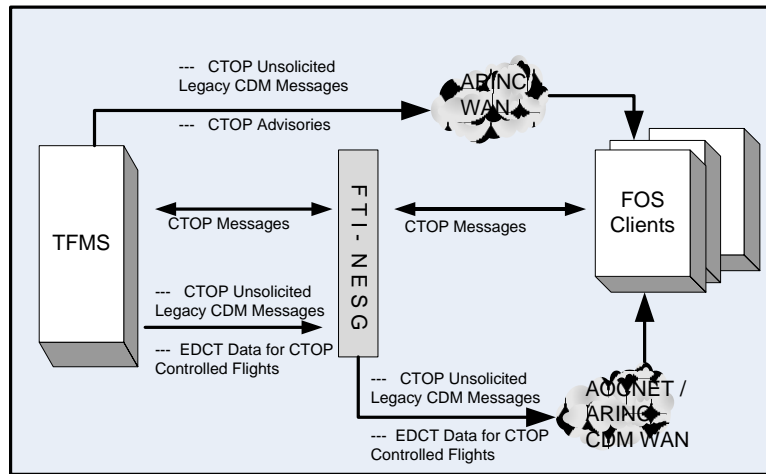 --- CTOP Unsolicited
Legacy CDM Messages
--- CTOP Advisories
ARINC
WAN
TFMS
CTOP Messages
FTI-NESG
CTOP Messages
FOS
Clients
--- CTOP Unsolicited
Legacy CDM Messages
--- EDCT Data for CTOP
Controlled Flights
--- CTOP Unsolicited
Legacy CDM Messages
--- EDCT Data for CTOP
Controlled Flights
AOCNET /
ARINC
CDM WAN